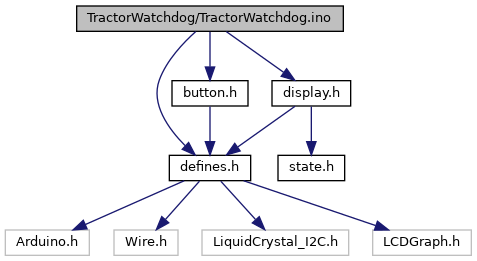 TractorWatchdog/TractorWatchdog.ino
button.h
display.h
defines.h
state.h
Arduino.h
Wire.h
LiquidCrystal_I2C.h
LCDGraph.h